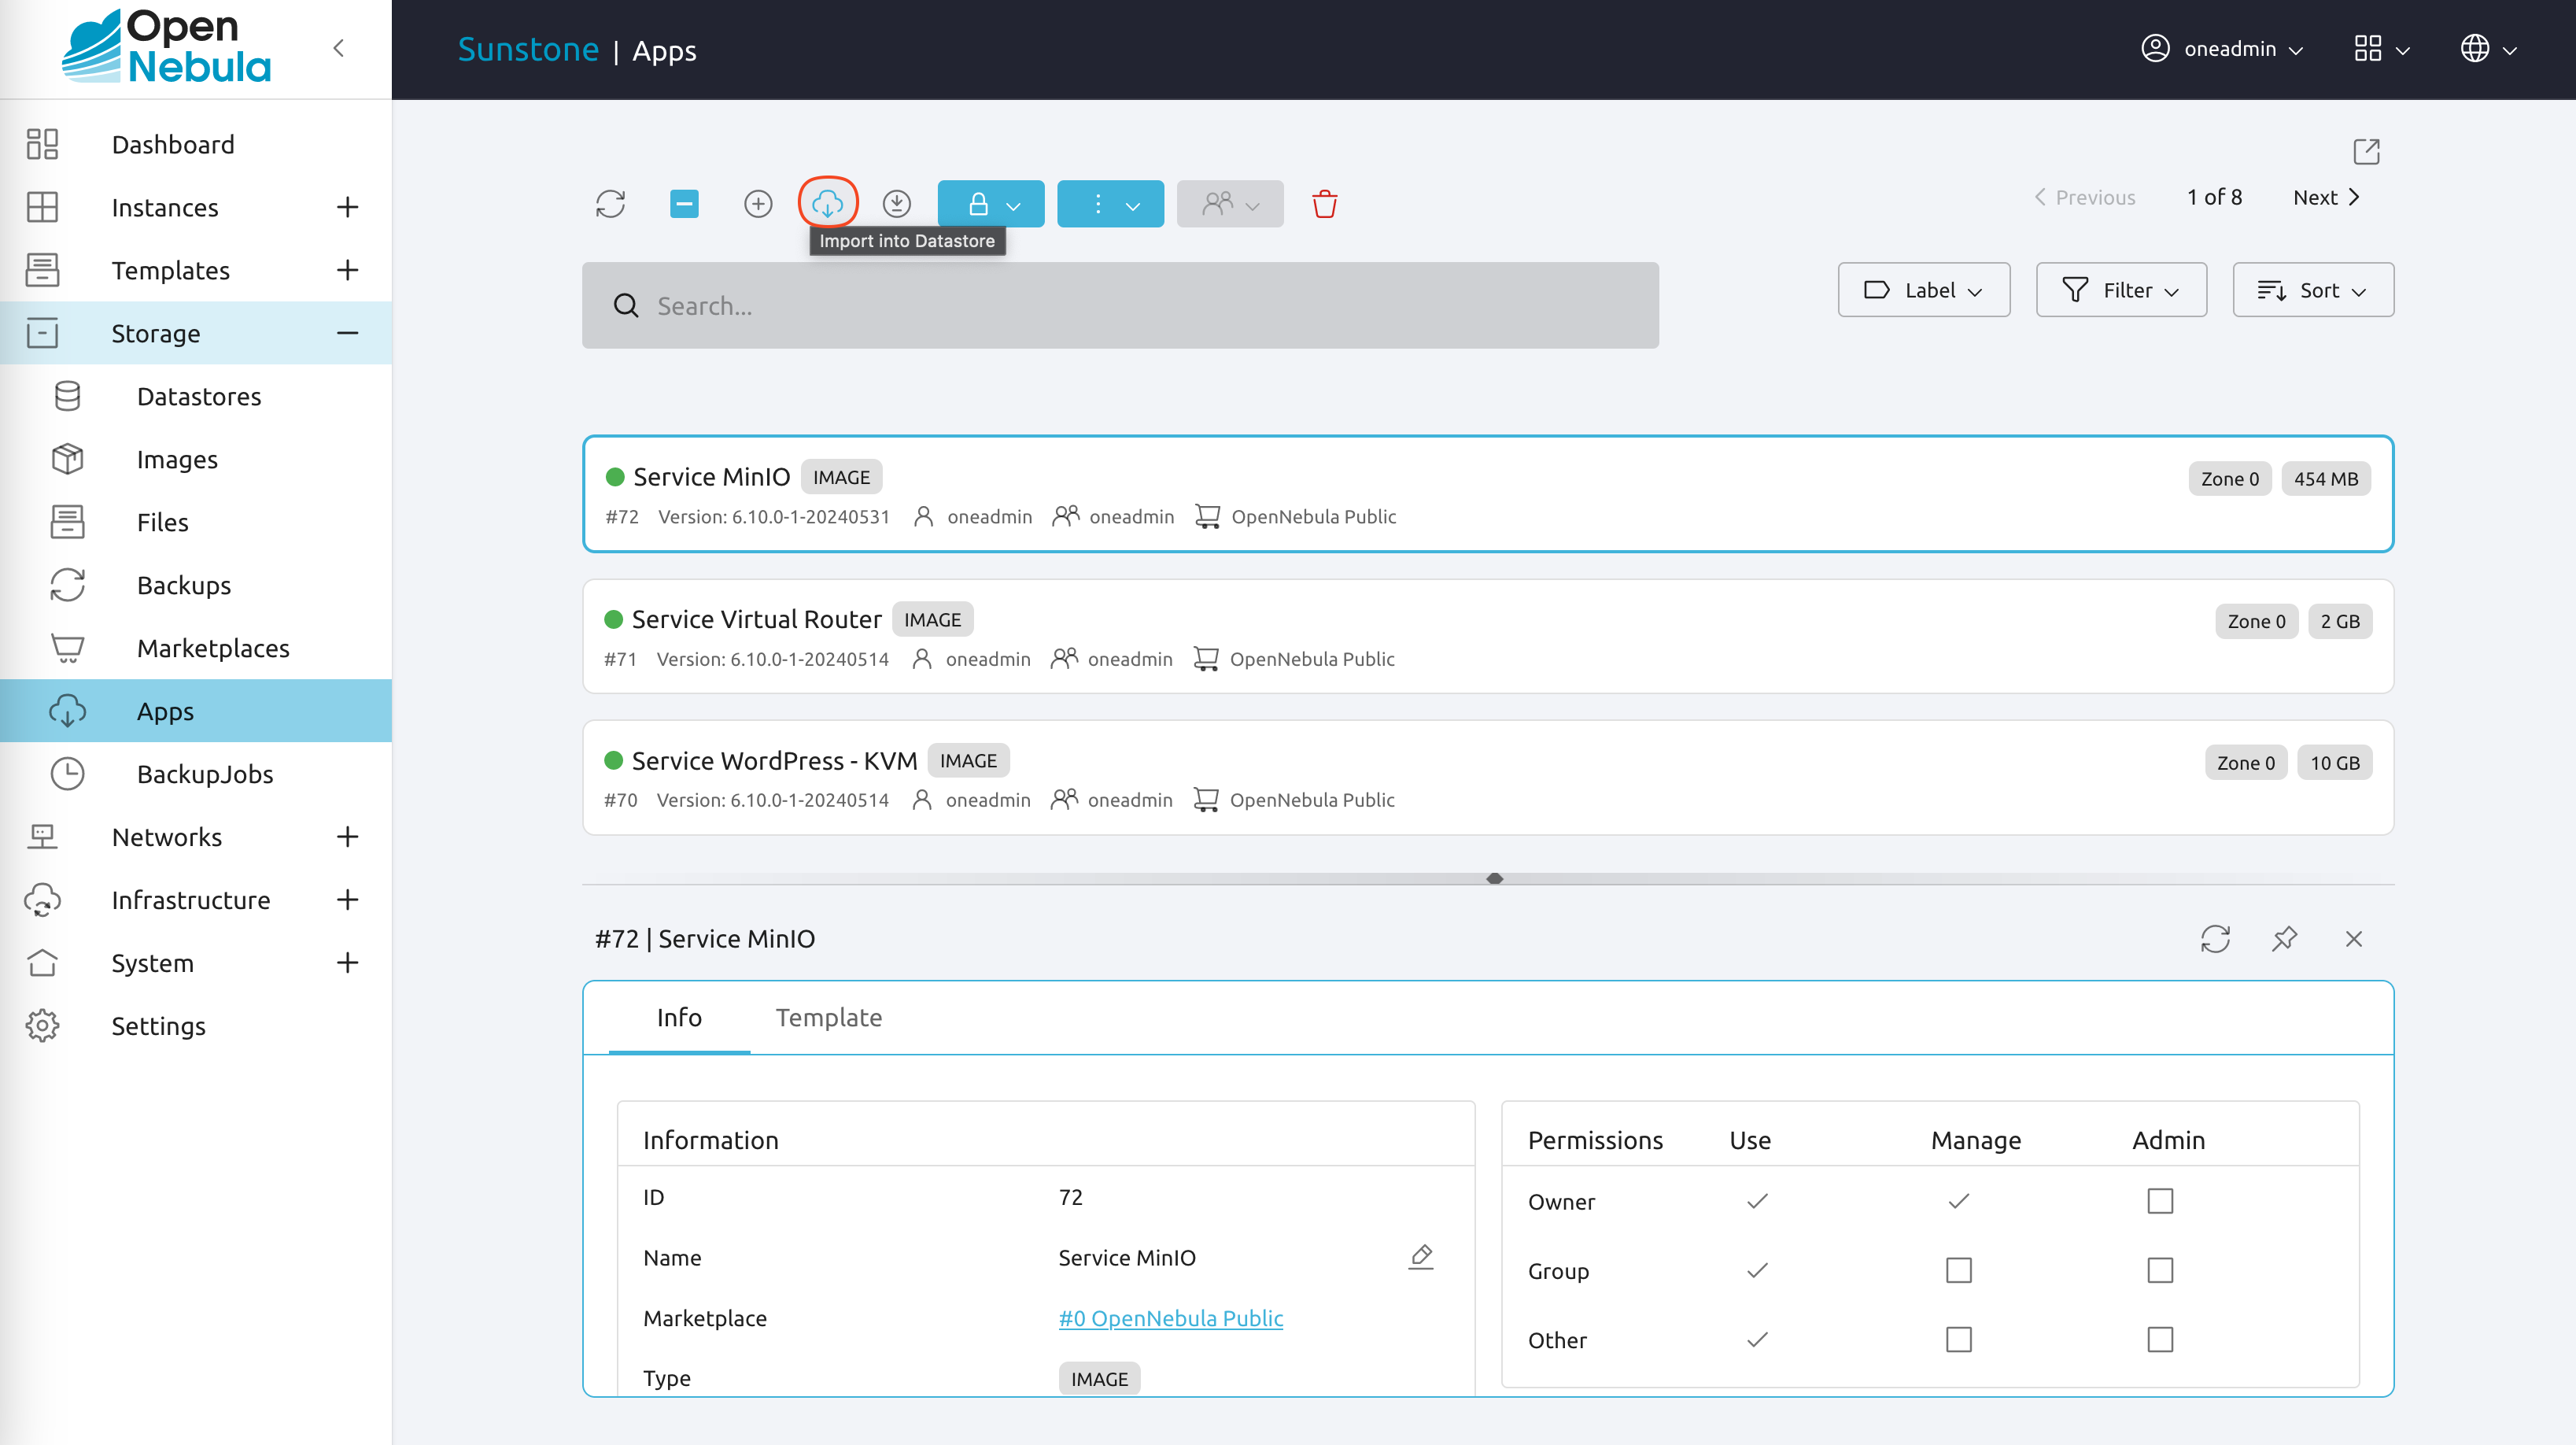 Open
Nebula
Sunstone | Apps
oneadmin
Dashboard
Instances
Templates
Storage
Datastores
Images
Files
Backups
Marketplaces
Apps
BackupJobs
Networks
Infrastructure
System
Settings
Previous 1 of 8 Next
Import into Datastore
Search...
Label
Filter
Sort
Service MinIO IMAGE Zone 0 454 MB
#72 Version: 6.10.0-1-20240531 oneadmin oneadmin OpenNebula Public
Service Virtual Router IMAGE Zone 0 2 GB
#71 Version: 6.10.0-1-20240514 oneadmin oneadmin OpenNebula Public
Service WordPress - KVM IMAGE Zone 0 10 GB
#70 Version: 6.10.0-1-20240514 oneadmin oneadmin OpenNebula Public
#72 | Service MinIO
Info Template
Information
ID 72
Name Service MinIO
Marketplace #0 OpenNebula Public
Type IMAGE
Permissions Use Manage Admin
Owner
Group
Other